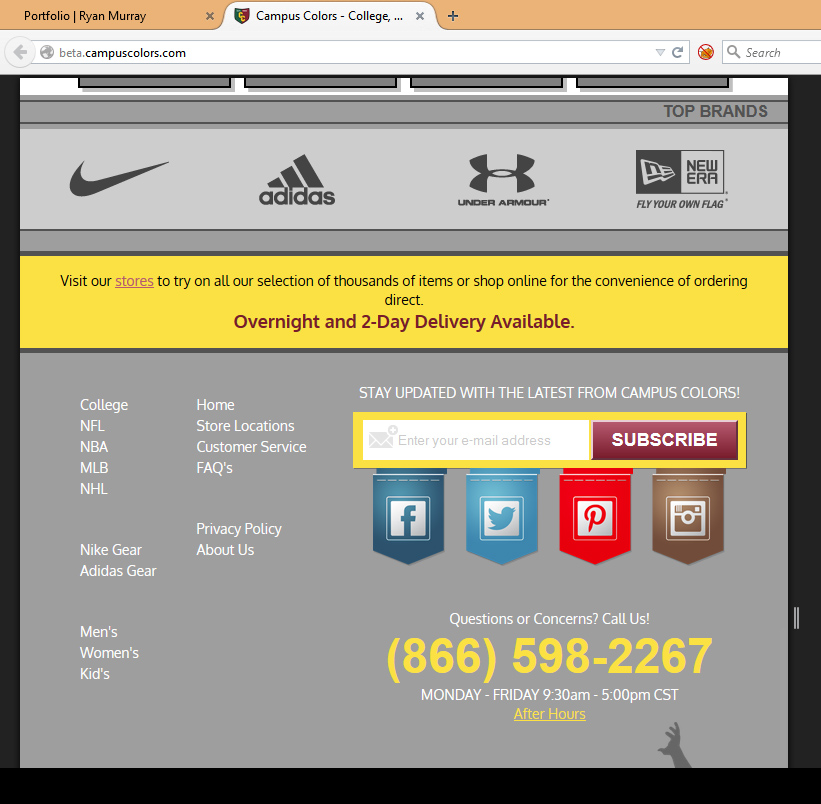 Portfolio | Ryan Murray
Campus Colors - College, ...
beta.campuscolors.com
Search
TOP BRANDS
adidas
UNDER ARMOUR
NEW
ERA
FLY YOUR OWN FLAG
Visit our stores to try on all our selection of thousands of items or shop online for the convenience of ordering
direct.
Overnight and 2-Day Delivery Available.
College
NFL
NBA
MLB
NHL
Nike Gear
Adidas Gear
Men's
Women's
Kid's
Home
Store Locations
Customer Service
FAQ's
Privacy Policy
About Us
STAY UPDATED WITH THE LATEST FROM CAMPUS COLORS!
Enter your e-mail address
SUBSCRIBE
Questions or Concerns? Call Us!
(866) 598-2267
MONDAY - FRIDAY 9:30am - 5:00pm CST
After Hours